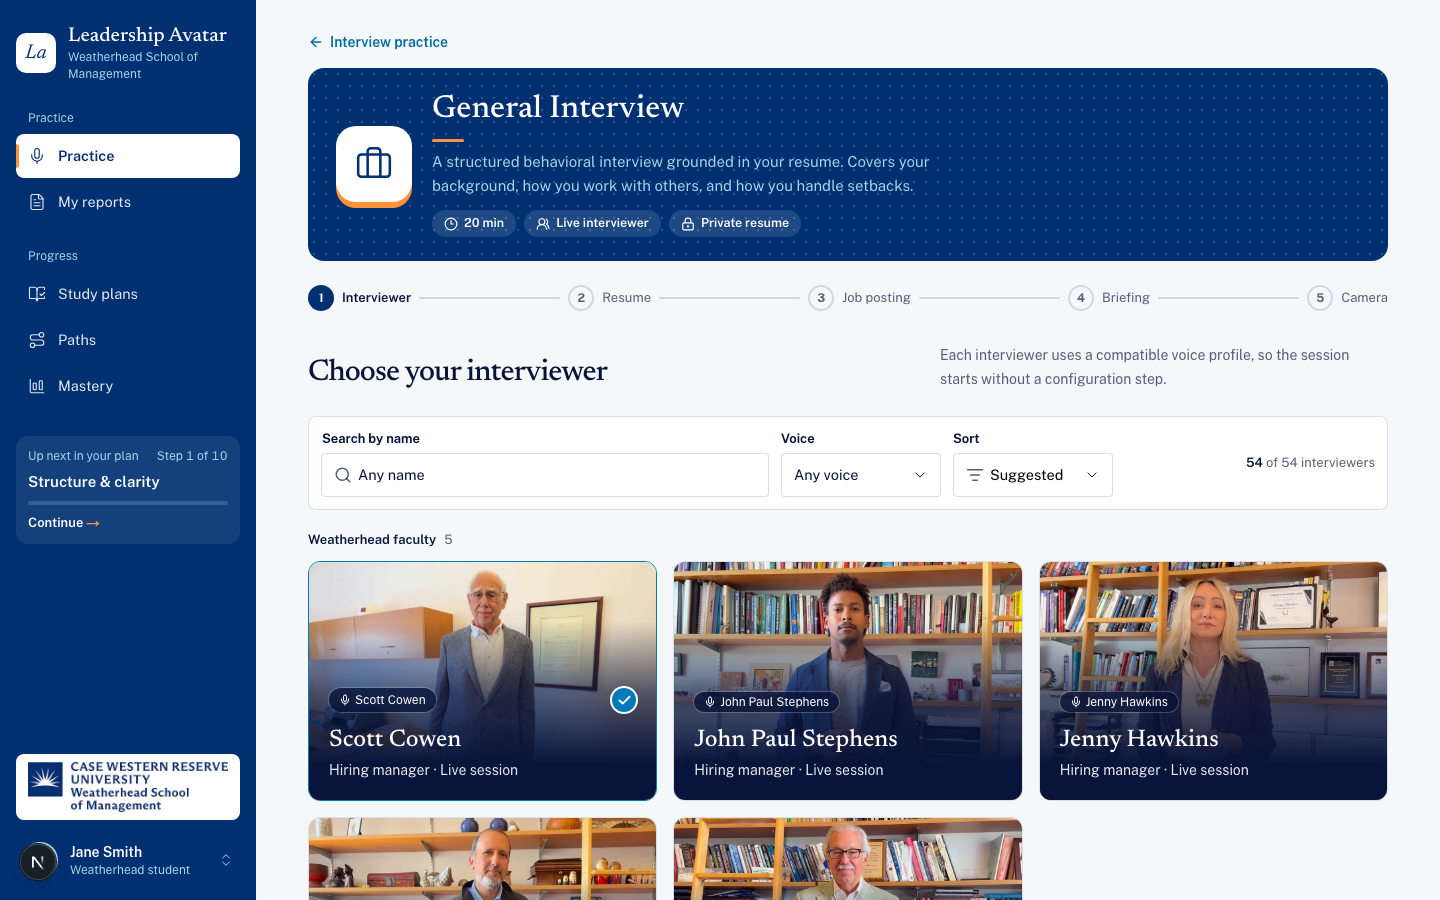 La
Leadership Avatar
Weatherhead School of
Management
Practice
Practice
My reports
Progress
Study plans
Paths
Mastery
Up next in your plan
Step 1 of 10
Structure & clarity
Continue →
CASE WESTERN RESERVE
UNIVERSITY
Weatherhead School
of Management
N
Jane Smith
Weatherhead student
← Interview practice
General Interview
A structured behavioral interview grounded in your resume. Covers your
background, how you work with others, and how you handle setbacks.
20 min
Live interviewer
Private resume
1 Interviewer
2 Resume
3 Job posting
4 Briefing
5 Camera
Choose your interviewer
Each interviewer uses a compatible voice profile, so the session
starts without a configuration step.
Search by name
Any name
Voice
Any voice
Sort
Suggested
54 of 54 interviewers
Weatherhead faculty 5
Scott Cowen
Scott Cowen
Hiring manager · Live session
John Paul Stephens
John Paul Stephens
Hiring manager · Live session
Jenny Hawkins
Jenny Hawkins
Hiring manager · Live session